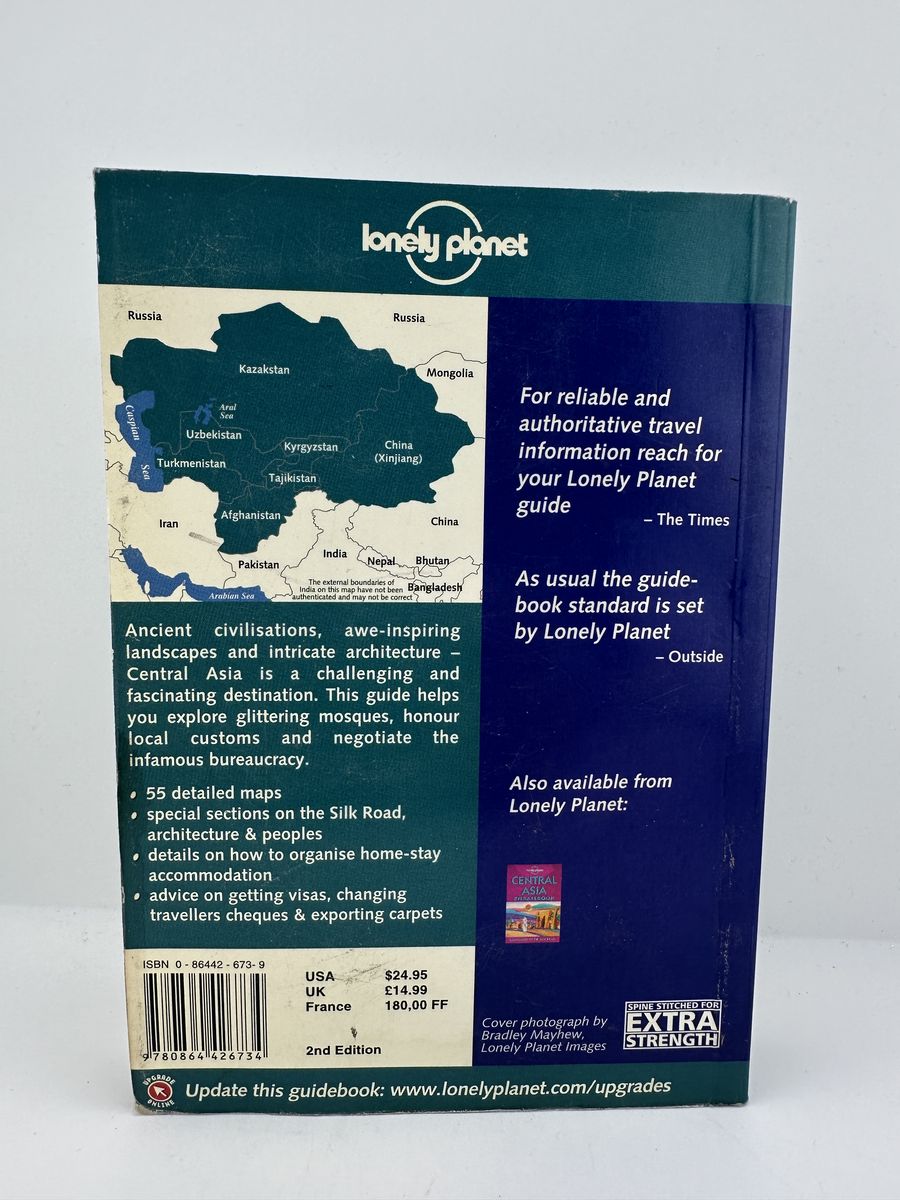 lonely planet
Russia
Russia
Kazakstan
Mongolia
Caspian
Sea
Aral
Sea
Uzbekistan
Kyrgyzstan
China
(Xinjiang)
Turkmenistan
Tajikistan
Afghanistan
Iran
China
Pakistan
India
Nepal
Bhutan
Bangladesh
Arabian Sea
The external boundaries of
India on this map have not been
authenticated and may not be correct
Ancient civilisations, awe-inspiring
landscapes and intricate architecture –
Central Asia is a challenging and
fascinating destination. This guide helps
you explore glittering mosques, honour
local customs and negotiate the
infamous bureaucracy.
• 55 detailed maps
• special sections on the Silk Road,
architecture & peoples
• details on how to organise home-stay
accommodation
• advice on getting visas, changing
travellers cheques & exporting carpets
For reliable and
authoritative travel
information reach for
your Lonely Planet
guide
– The Times
As usual the guide-
book standard is set
by Lonely Planet
– Outside
Also available from
Lonely Planet:
CENTRAL
ASIA
PHRASEBOOK
ISBN 0 - 86442 - 673- 9
9 780864 426734
USA $24.95
UK £14.99
France 180,00 FF
2nd Edition
Cover photograph by
Bradley Mayhew,
Lonely Planet Images
SPINE STITCHED FOR
EXTRA
STRENGTH
UPGRADE
ONLINE
Update this guidebook: www.lonelyplanet.com/upgrades